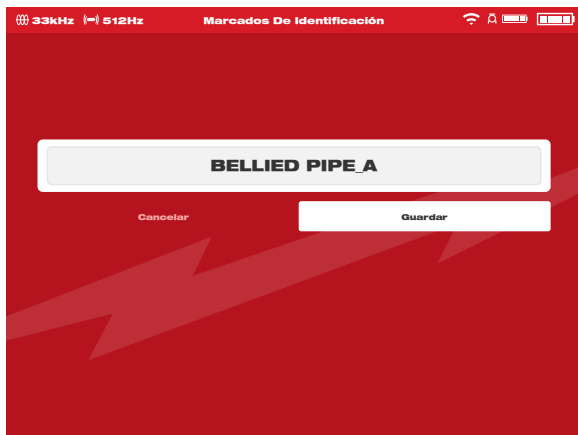 33kHz 512Hz Marcados De Identificación
BELLIED PIPE_A
Cancelar Guardar